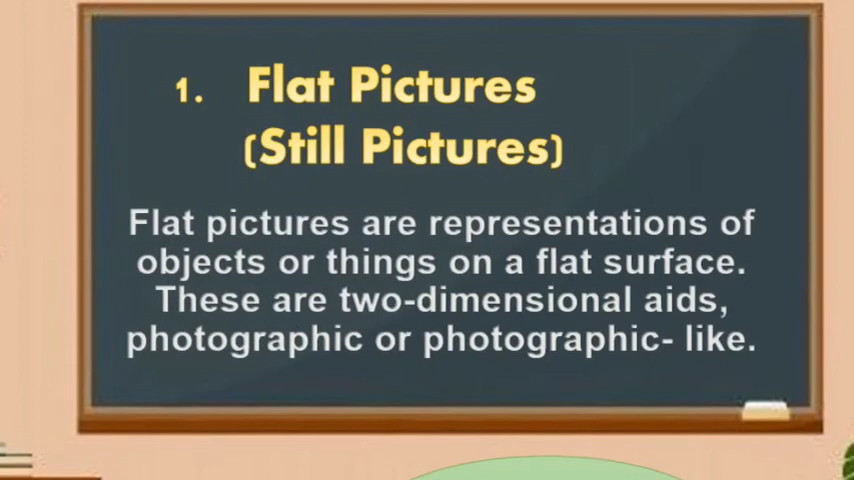 1. Flat Pictures
(Still Pictures)
Flat pictures are representations of
objects or things on a flat surface.
These are two-dimensional aids,
photographic or photographic- like.